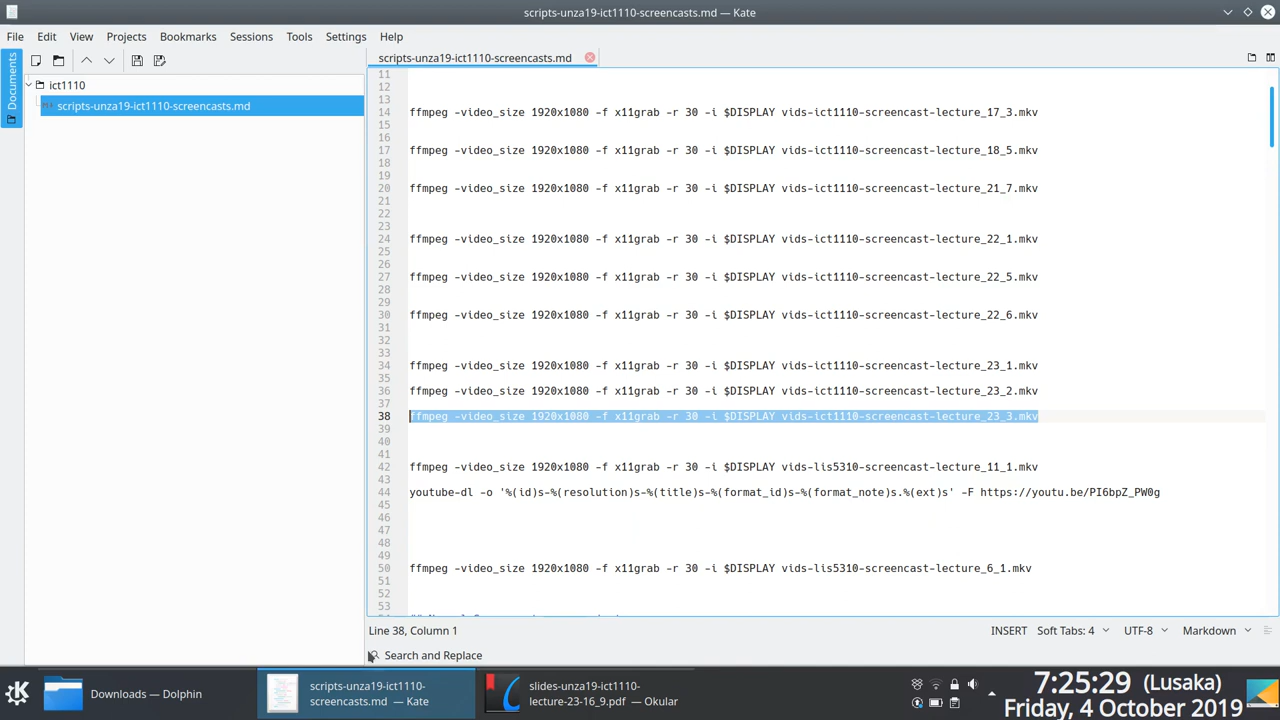 scripts-unza19-ict1110-screencasts.md — Kate
File Edit View Projects Bookmarks Sessions Tools Settings Help
Documents
scripts-unza19-ict1110-screencasts.md
ict1110
scripts-unza19-ict1110-screencasts.md
11
12
13
14 ffmpeg -video_size 1920x1080 -f x11grab -r 30 -i $DISPLAY vids-ict1110-screencast-lecture_17_3.mkv
15
16
17 ffmpeg -video_size 1920x1080 -f x11grab -r 30 -i $DISPLAY vids-ict1110-screencast-lecture_18_5.mkv
18
19
20 ffmpeg -video_size 1920x1080 -f x11grab -r 30 -i $DISPLAY vids-ict1110-screencast-lecture_21_7.mkv
21
22
23
24 ffmpeg -video_size 1920x1080 -f x11grab -r 30 -i $DISPLAY vids-ict1110-screencast-lecture_22_1.mkv
25
26
27 ffmpeg -video_size 1920x1080 -f x11grab -r 30 -i $DISPLAY vids-ict1110-screencast-lecture_22_5.mkv
28
29
30 ffmpeg -video_size 1920x1080 -f x11grab -r 30 -i $DISPLAY vids-ict1110-screencast-lecture_22_6.mkv
31
32
33
34 ffmpeg -video_size 1920x1080 -f x11grab -r 30 -i $DISPLAY vids-ict1110-screencast-lecture_23_1.mkv
35
36 ffmpeg -video_size 1920x1080 -f x11grab -r 30 -i $DISPLAY vids-ict1110-screencast-lecture_23_2.mkv
37
38 ffmpeg -video_size 1920x1080 -f x11grab -r 30 -i $DISPLAY vids-ict1110-screencast-lecture_23_3.mkv
39
40
41
42 ffmpeg -video_size 1920x1080 -f x11grab -r 30 -i $DISPLAY vids-lis5310-screencast-lecture_11_1.mkv
43
44 youtube-dl -o '%(id)s-%(resolution)s-%(title)s-%(format_id)s-%(format_note)s.%(ext)s' -F https://youtu.be/PI6bpZ_PW0g
45
46
47
48
49
50 ffmpeg -video_size 1920x1080 -f x11grab -r 30 -i $DISPLAY vids-lis5310-screencast-lecture_6_1.mkv
51
52
53
Line 38, Column 1
INSERT Soft Tabs: 4 UTF-8 Markdown
Search and Replace
Downloads — Dolphin
scripts-unza19-ict1110-
screencasts.md — Kate
slides-unza19-ict1110-
lecture-23-16_9.pdf — Okular
7:25:29 (Lusaka)
Friday, 4 October 2019